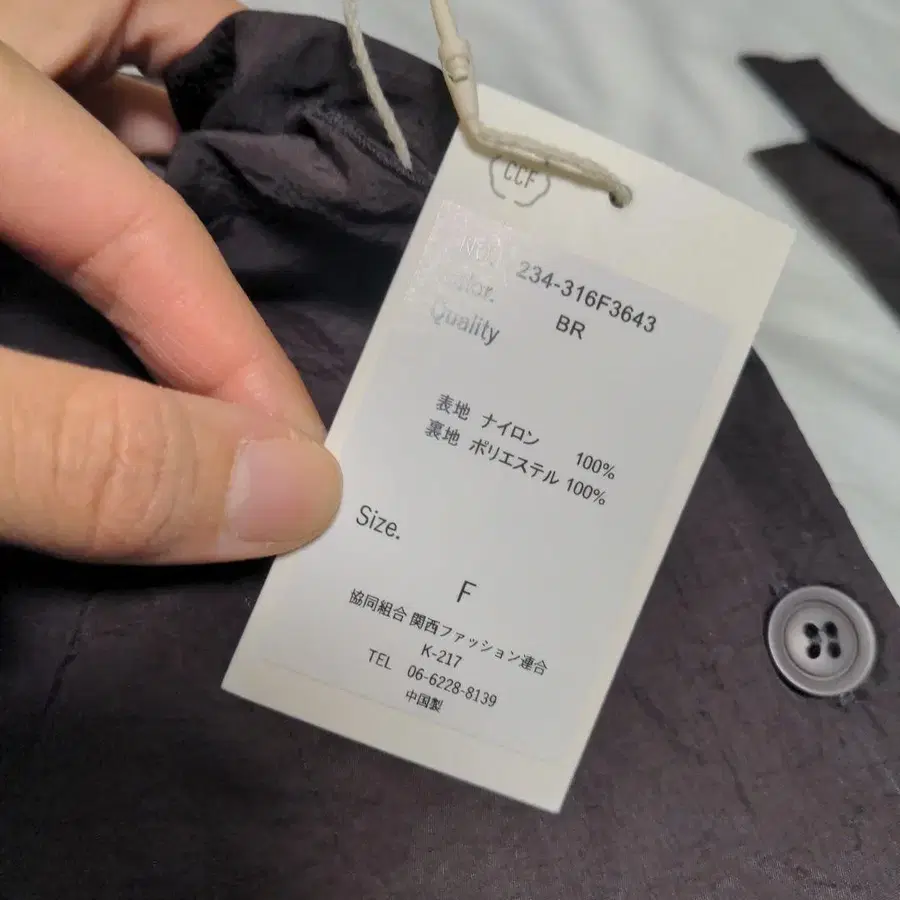 CCF
No. 234-316F3643
Color. BR
Quality
表地 ナイロン 100%
裏地 ポリエステル 100%
Size.
F
協同組合 関西ファッション連合
K-217
TEL 06-6228-8139
中国製